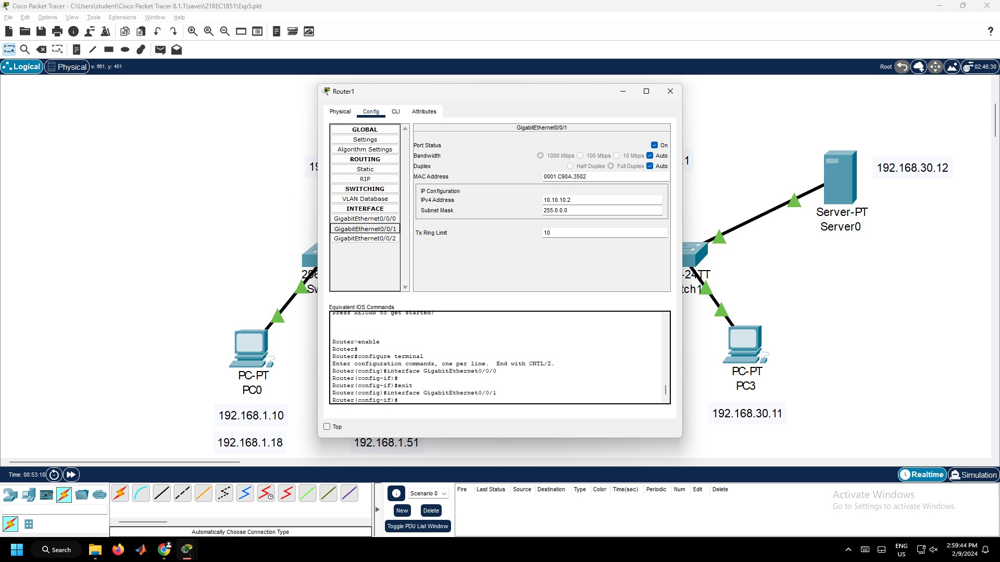 Cisco Packet Tracer - C:\Users\student\Cisco Packet Tracer 8.1.1\saves\21BEC1851\Exp5.pkt
File Edit Options View Tools Extensions Window Help
Logical Physical x: 661, y: 451 Root 02:46:30
Router1
Physical Config CLI Attributes
GLOBAL
Settings
Algorithm Settings
ROUTING
Static
RIP
SWITCHING
VLAN Database
INTERFACE
GigabitEthernet0/0/0
GigabitEthernet0/0/1
GigabitEthernet0/0/2
GigabitEthernet0/0/1
Port Status On
Bandwidth 1000 Mbps 100 Mbps 10 Mbps Auto
Duplex Half Duplex Full Duplex Auto
MAC Address 0001.C90A.3502
IP Configuration
IPv4 Address 10.10.10.2
Subnet Mask 255.0.0.0
Tx Ring Limit 10
Equivalent IOS Commands
Press RETURN to get started!
Router>enable
Router#
Router#configure terminal
Enter configuration commands, one per line. End with CNTL/Z.
Router(config)#interface GigabitEthernet0/0/0
Router(config-if)#
Router(config-if)#exit
Router(config)#interface GigabitEthernet0/0/1
Router(config-if)#
Top
.1
192.168.30.12
Server-PT
Server0
-24TT
tch1
PC-PT
PC0
192.168.1.10
192.168.1.18
192.168.1.51
PC-PT
PC3
192.168.30.11
Time: 00:53:18 Realtime Simulation
Scenario 0
New Delete
Toggle PDU List Window
Fire Last Status Source Destination Type Color Time(sec) Periodic Num Edit Delete
Activate Windows
Go to Settings to activate Windows.
Automatically Choose Connection Type
Search
ENG
US
2:59:44 PM
2/9/2024